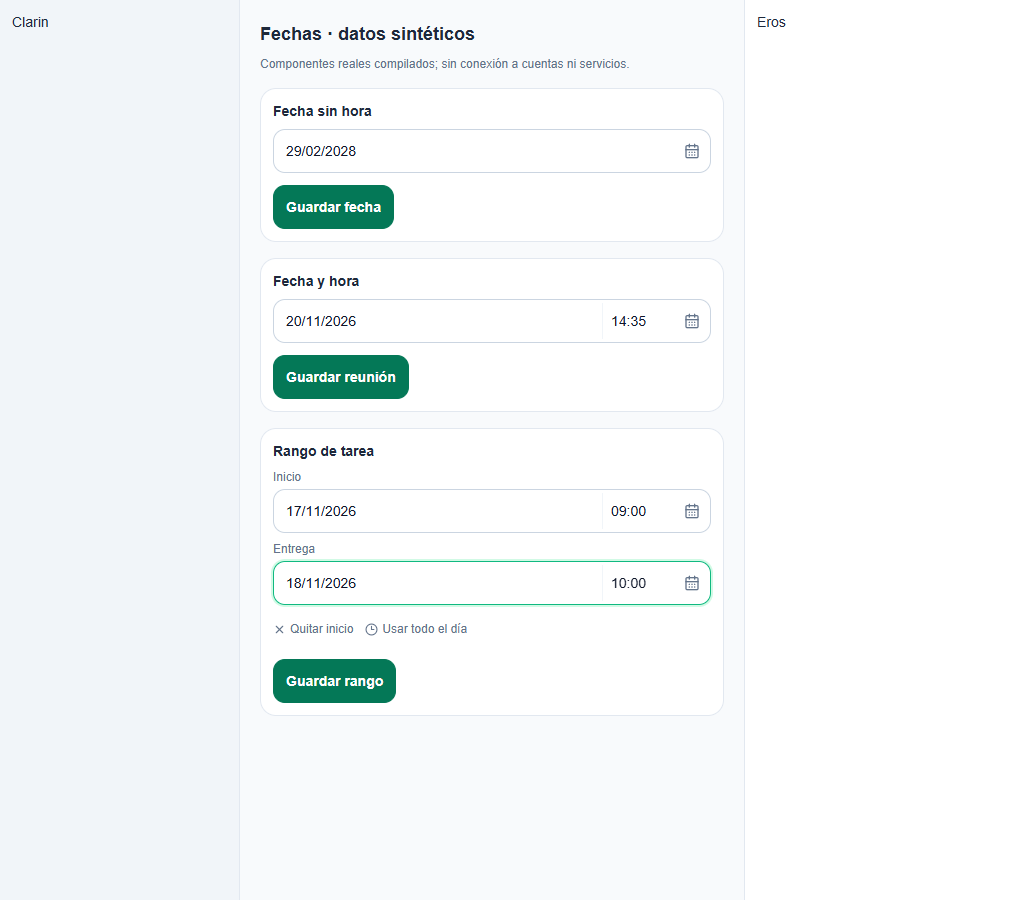 Clarin
Fechas · datos sintéticos
Componentes reales compilados; sin conexión a cuentas ni servicios.
Fecha sin hora
29/02/2028
Guardar fecha
Fecha y hora
20/11/2026 14:35
Guardar reunión
Rango de tarea
Inicio
17/11/2026 09:00
Entrega
18/11/2026 10:00
Quitar inicio Usar todo el día
Guardar rango
Eros